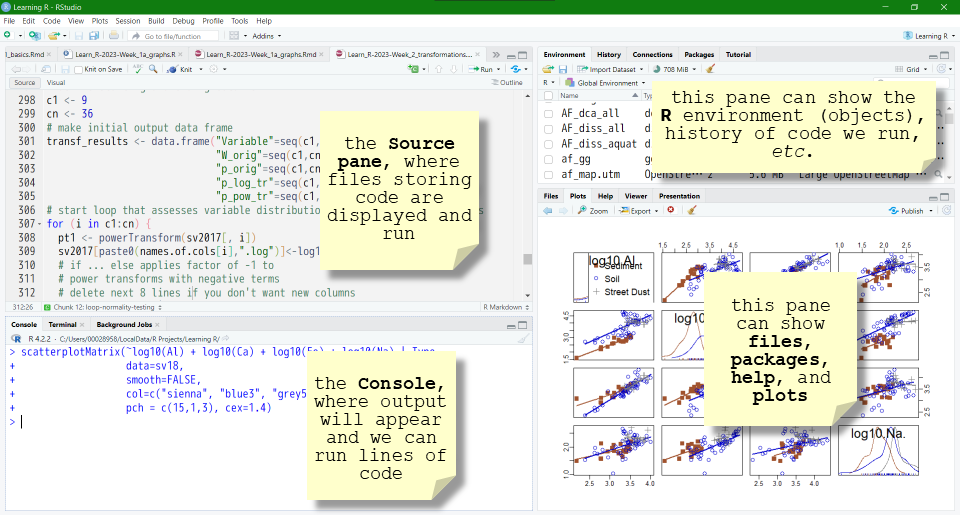 Learning R - RStudio
File Edit Code View Plots Session Build Debug Profile Tools Help
Go to file/function Addins Learning R
l_basics.Rmd Learn_R-2023-Week_1a_graphs.R Learn_R-2023-Week_1a_graphs.Rmd Learn_R-2023-Week_2_transformations....
Knit on Save Knit Run
Source Visual Outline
298 c1 <- 9
299 cn <- 36
300 # make initial output data frame
301 transf_results <- data.frame("Variable"=seq(c1,
302 "W_orig"=seq(c1,cn
303 "p_orig"=seq(c1,cn
304 "p_log_tr"=seq(c1,
305 "p_pow_tr"=seq(c1,
306 # start loop that assesses variable distributio s
307 for (i in c1:cn) {
308 pt1 <- powerTransform(sv2017[, i])
309 sv2017[paste0(names.of.cols[i],".log")]<-log1
310 # if ... else applies factor of -1 to
311 # power transforms with negative terms
312 # delete next 8 lines if you don't want new columns
312:26 Chunk 12: loop-normality-testing R Markdown
the Source
pane, where
files storing
code are
displayed and
run
Console Terminal Background Jobs
R 4.2.2 · C:/Users/00028958/LocalData/R Projects/Learning R/
> scatterplotMatrix(~log10(Al) + log10(Ca) + log10(Fe) + log10(Na) | Type,
+ data=sv18,
+ smooth=FALSE,
+ col=c("sienna", "blue3", "grey5
+ pch = c(15,1,3), cex=1.4)
>
the Console,
where output
will appear
and we can
run lines of
code
Environment History Connections Packages Tutorial
Import Dataset 708 MiB Grid
R Global Environment
Name T
AF_dca_all d
AF_diss_all d
AF_diss_aquat
af_gg g
af_map.utm OpenStre… 2 5.6 MB Large OpenStreetMap
this pane can show the
R environment (objects),
history of code we run,
etc.
Files Plots Help Viewer Presentation
Zoom Export Publish
1.5 2.5 3.5 4.5 1.0 1.5 2.0 2.5
log10.Al.
Sediment
Soil
Street Dust
2.5 3.5
1.5 2.5 3.5 4.5
log10
2.5 3.5
1.0 2.0
log10.Na.
2.5 3.0 3.5 4.0 2.5 3.0 3.5 4.0
this pane
can show
files,
packages,
help, and
plots